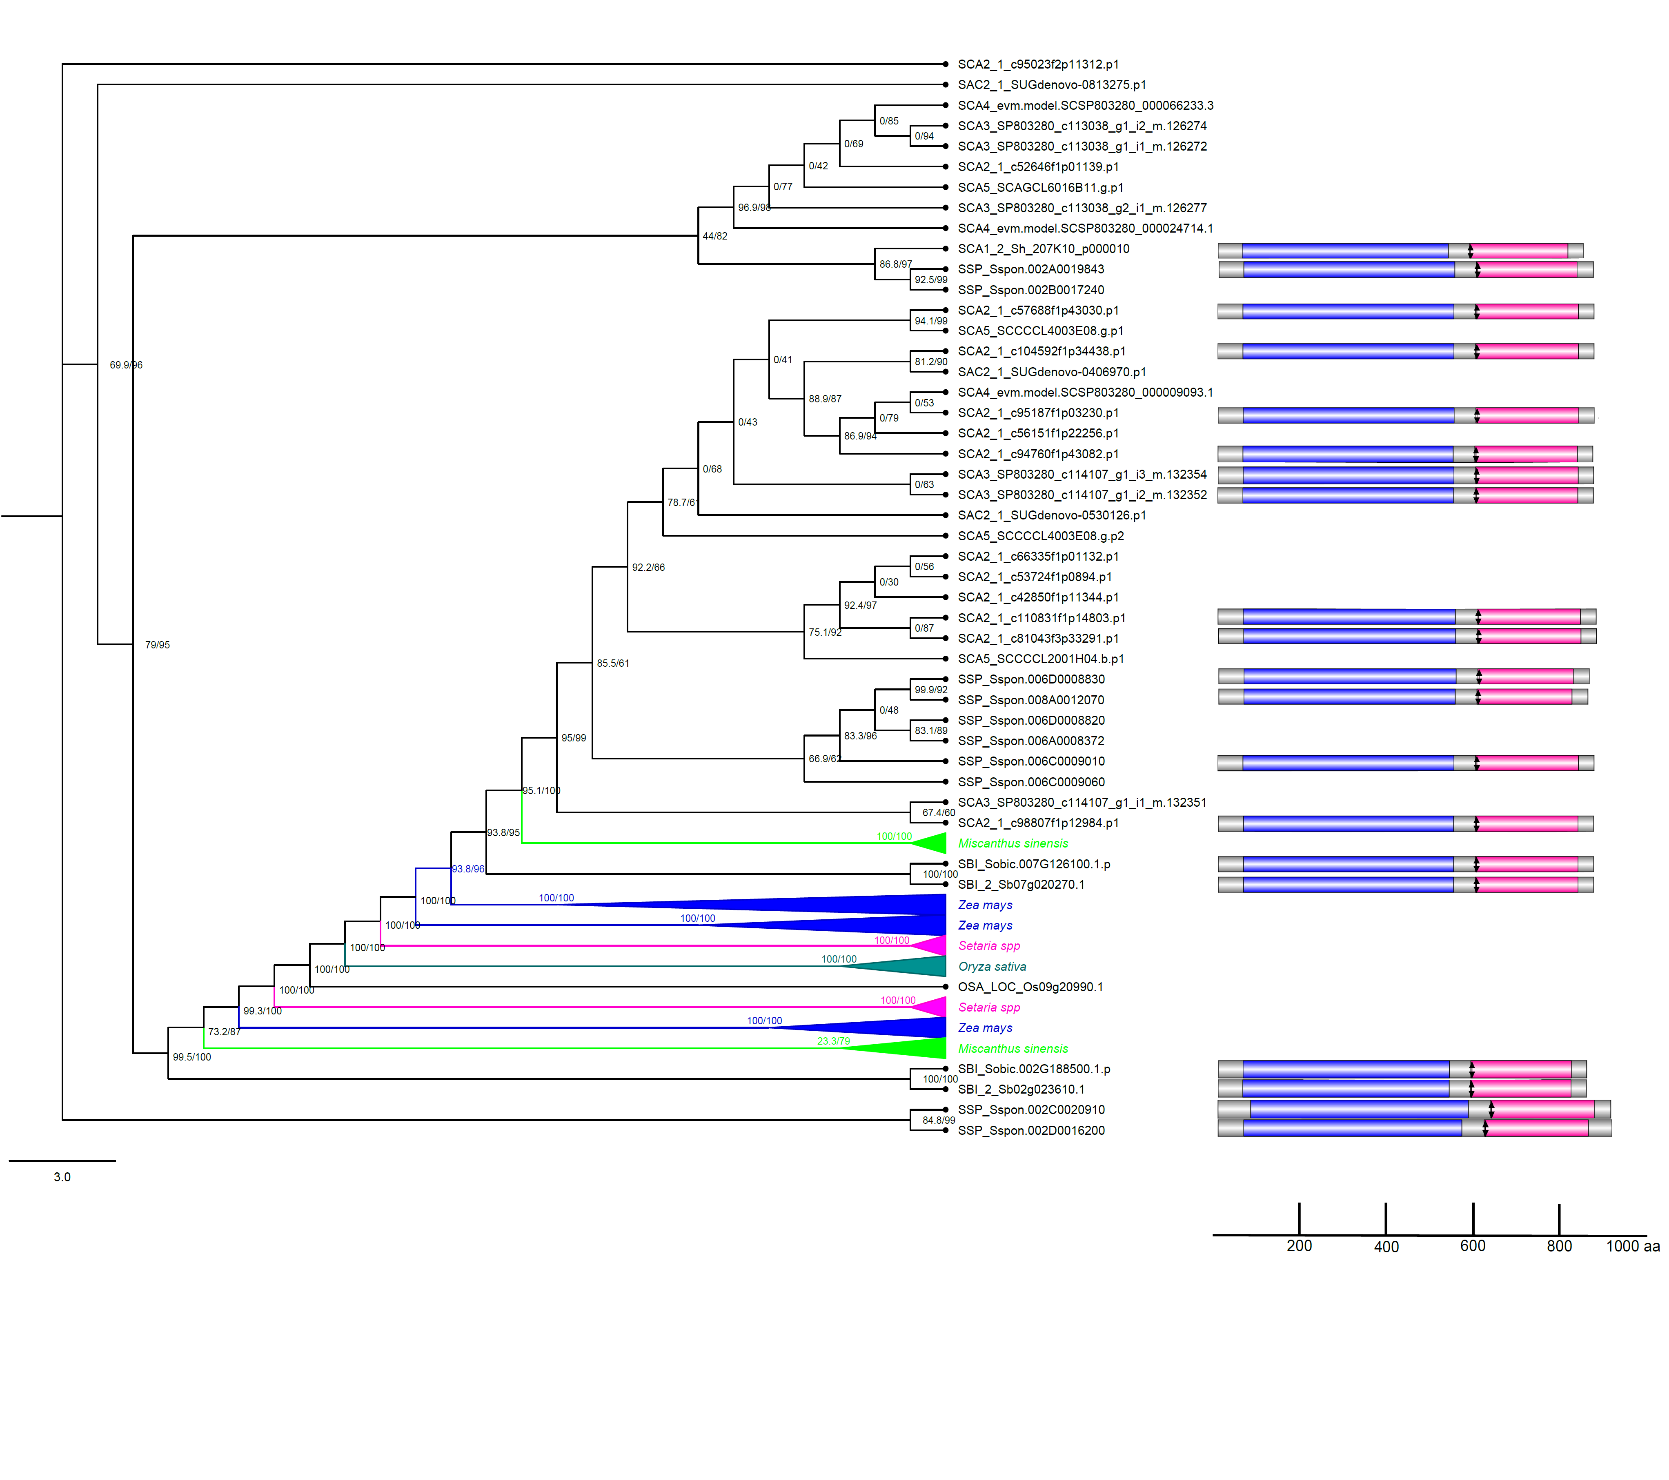 SCA2_1_c95023f2p11312.p1
SAC2_1_SUGdenovo-0813275.p1
SCA4_evm.model.SCSP803280_000066233.3
0/85
SCA3_SP803280_c113038_g1_i2_m.126274
0/94
0/69
SCA3_SP803280_c113038_g1_i1_m.126272
0/42
SCA2_1_c52646f1p01139.p1
0/77
SCA5_SCAGCL6016B11.g.p1
96.9/98
SCA3_SP803280_c113038_g2_i1_m.126277
44/82
SCA4_evm.model.SCSP803280_000024714.1
SCA1_2_Sh_207K10_p000010
86.8/97
SSP_Sspon.002A0019843
92.5/99
SSP_Sspon.002B0017240
SCA2_1_c57688f1p43030.p1
94.1/99
SCA5_SCCCCL4003E08.g.p1
SCA2_1_c104592f1p34438.p1
0/41
81.2/90
69.9/96
SAC2_1_SUGdenovo-0406970.p1
SCA4_evm.model.SCSP803280_000009093.1
88.9/87
0/53
SCA2_1_c95187f1p03230.p1
0/79
0/43
SCA2_1_c56151f1p22256.p1
86.9/94
SCA2_1_c94760f1p43082.p1
0/68
SCA3_SP803280_c114107_g1_i3_m.132354
0/63
SCA3_SP803280_c114107_g1_i2_m.132352
78.7/61
SAC2_1_SUGdenovo-0530126.p1
SCA5_SCCCCL4003E08.g.p2
SCA2_1_c66335f1p01132.p1
92.2/66
0/56
SCA2_1_c53724f1p0894.p1
0/30
SCA2_1_c42850f1p11344.p1
92.4/97
SCA2_1_c110831f1p14803.p1
0/87
75.1/92
SCA2_1_c81043f3p33291.p1
79/95
SCA5_SCCCCL2001H04.b.p1
85.5/61
SSP_Sspon.006D0008830
99.9/92
SSP_Sspon.008A0012070
0/48
SSP_Sspon.006D0008820
83.1/89
83.3/96
95/99
SSP_Sspon.006A0008372
66.9/62
SSP_Sspon.006C0009010
SSP_Sspon.006C0009060
95.1/100
SCA3_SP803280_c114107_g1_i1_m.132351
67.4/60
SCA2_1_c98807f1p12984.p1
93.8/95
100/100
Miscanthus sinensis
SBI_Sobic.007G126100.1.p
93.8/96
100/100
SBI_2_Sb07g020270.1
100/100
100/100
Zea mays
100/100
100/100
Zea mays
100/100
100/100
Setaria spp
100/100
100/100
Oryza sativa
100/100
OSA_LOC_Os09g20990.1
100/100
100/100
Setaria spp
99.3/100
100/100
Zea mays
73.2/87
23.3/79
Miscanthus sinensis
99.5/100
SBI_Sobic.002G188500.1.p
100/100
SBI_2_Sb02g023610.1
SSP_Sspon.002C0020910
84.8/99
SSP_Sspon.002D0016200
3.0
200 400 600 800 1000 aa